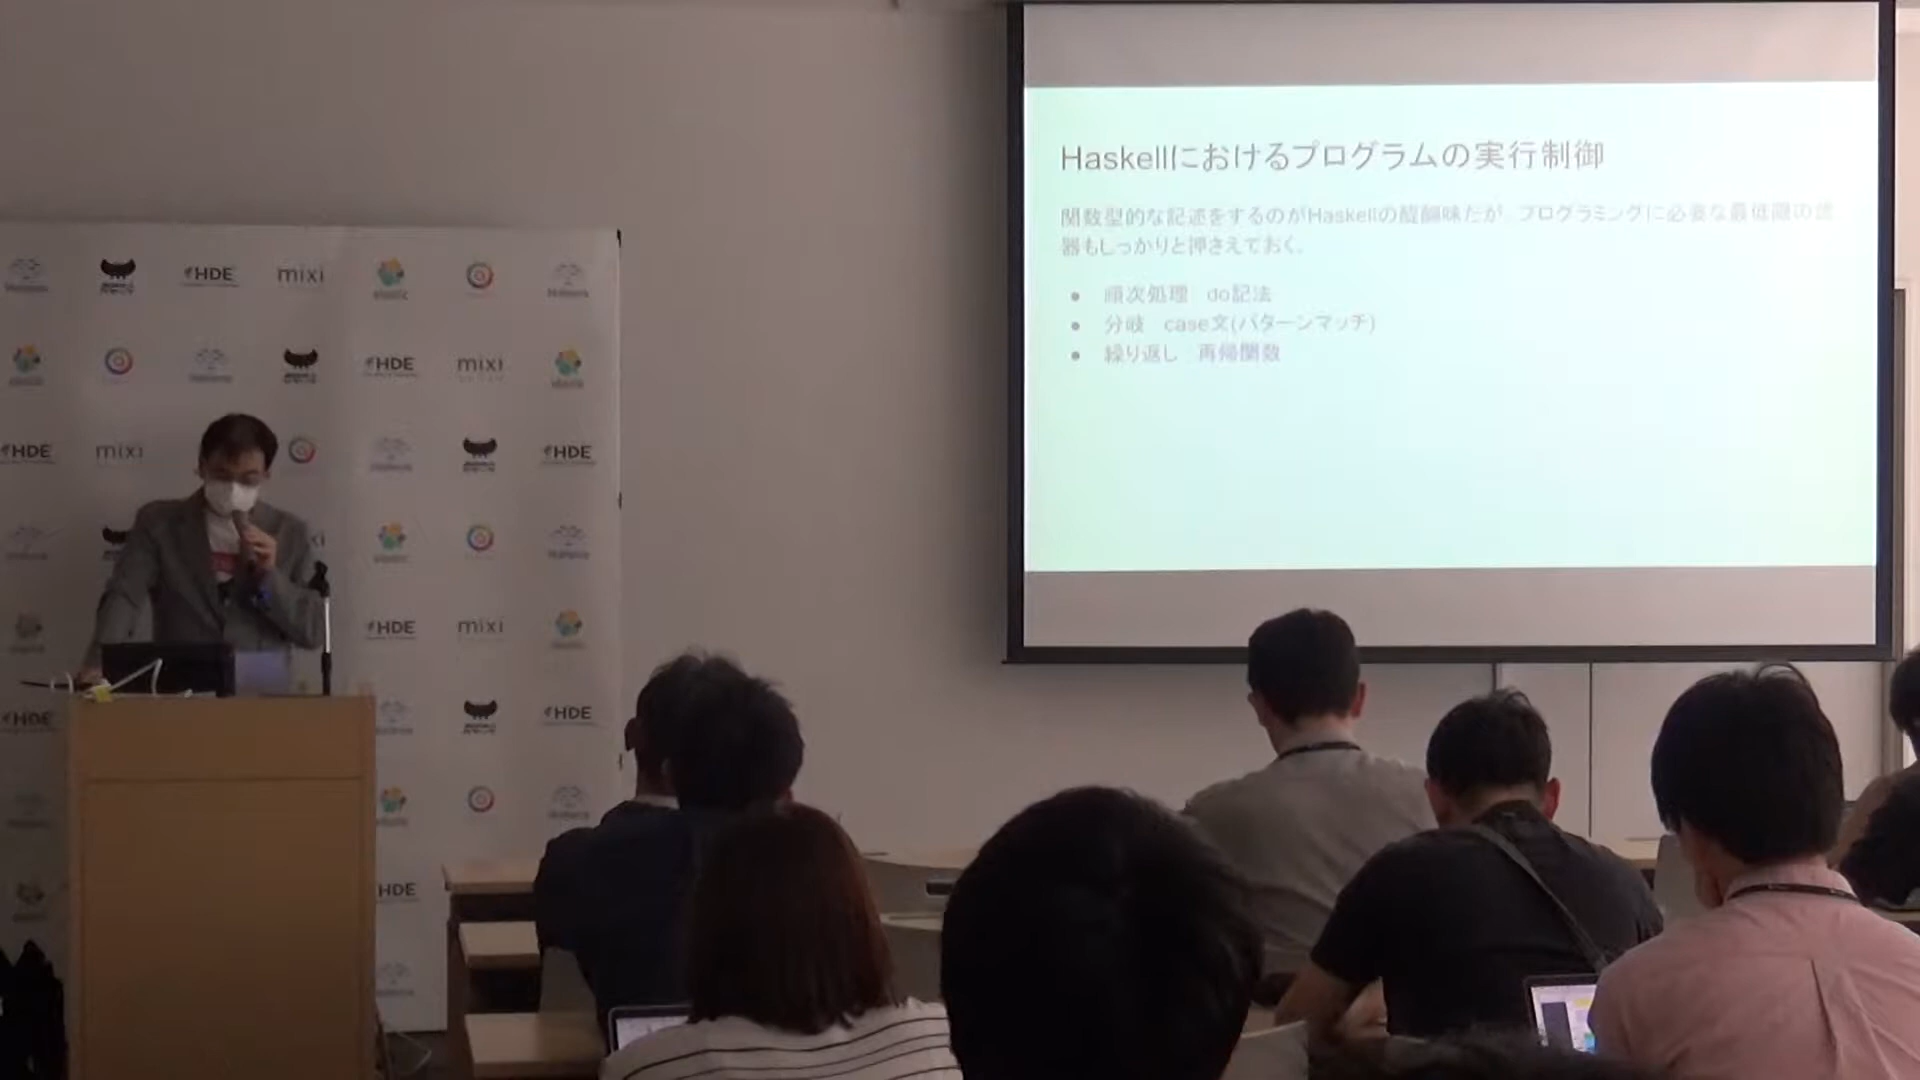 Haskellにおけるプログラムの実行制御
関数型的な記述をするのがHaskellの醍醐味だが、プログラミングに必要な最低限の武
器もしっかりと押さえておく。
● 順次処理 do記法
● 分岐 case文(パターンマッチ)
● 繰り返し 再帰関数
HDE mixi elastic
elastic HDE mixi elastic
HDE mixi HDE
xi elastic
HDE mixi
HDE HDE
HDE